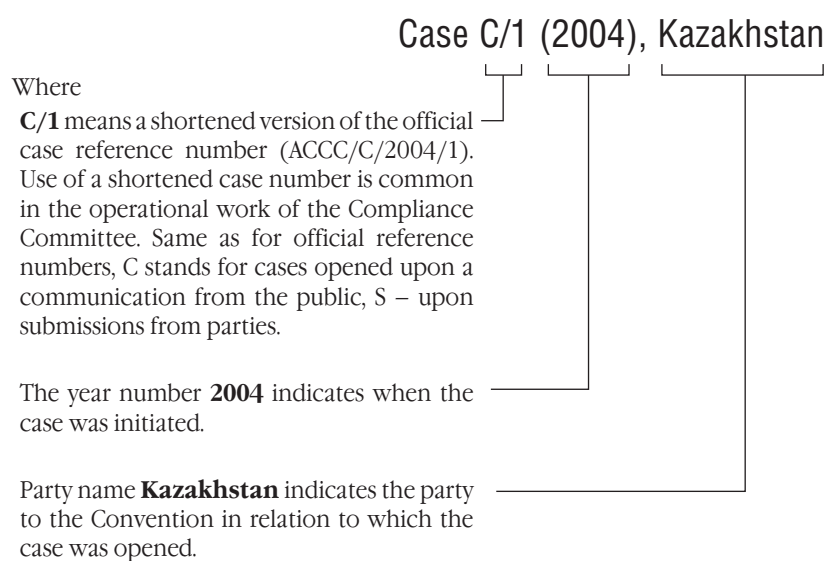 Case C/1 (2004), Kazakhstan
Where
C/1 means a shortened version of the official
case reference number (ACCC/C/2004/1).
Use of a shortened case number is common
in the operational work of the Compliance
Committee. Same as for official reference
numbers, C stands for cases opened upon a
communication from the public, S – upon
submissions from parties.
The year number 2004 indicates when the
case was initiated.
Party name Kazakhstan indicates the party
to the Convention in relation to which the
case was opened.